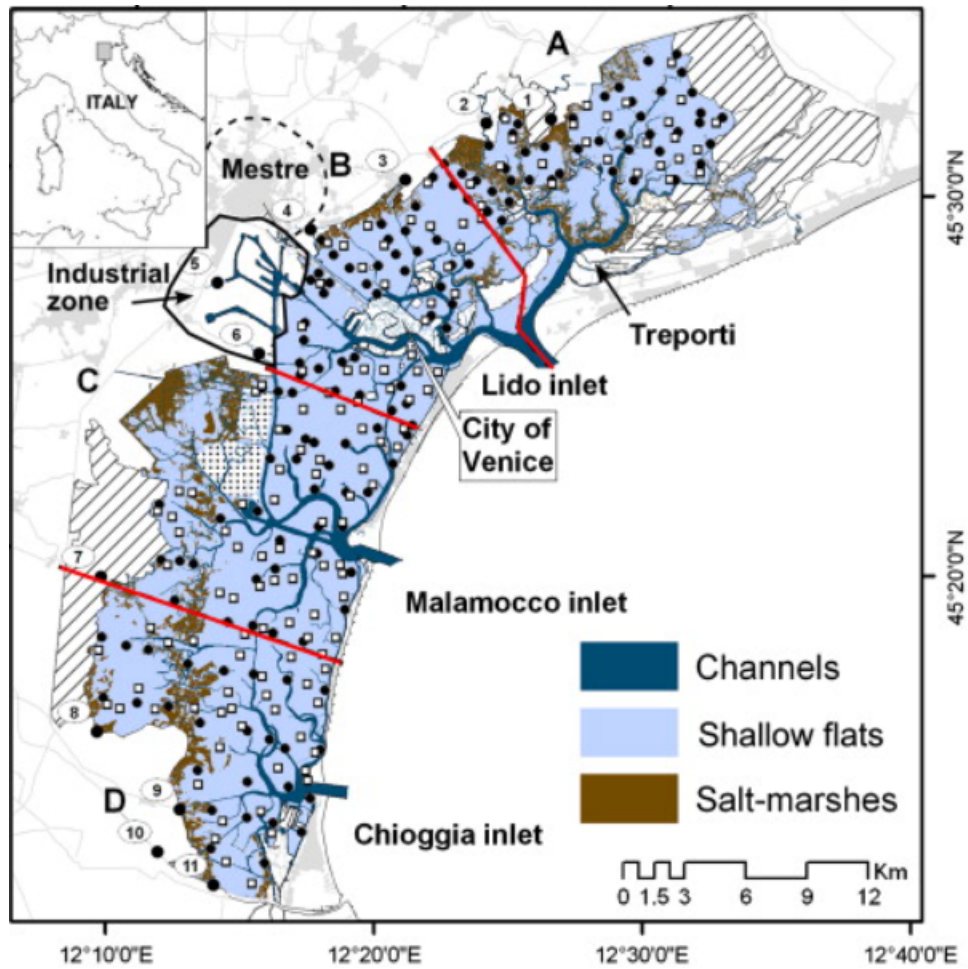 ITALY
A
2
1
Mestre
B
3
4
5
Industrial
zone
6
C
Treporti
Lido inlet
City of
Venice
7
Malamocco inlet
8
9
D
10
11
Chioggia inlet
Channels
Shallow flats
Salt-marshes
Km
0 1.5 3 6 9 12
45°30'0"N
45°20'0"N
12°10'0"E 12°20'0"E 12°30'0"E 12°40'0"E